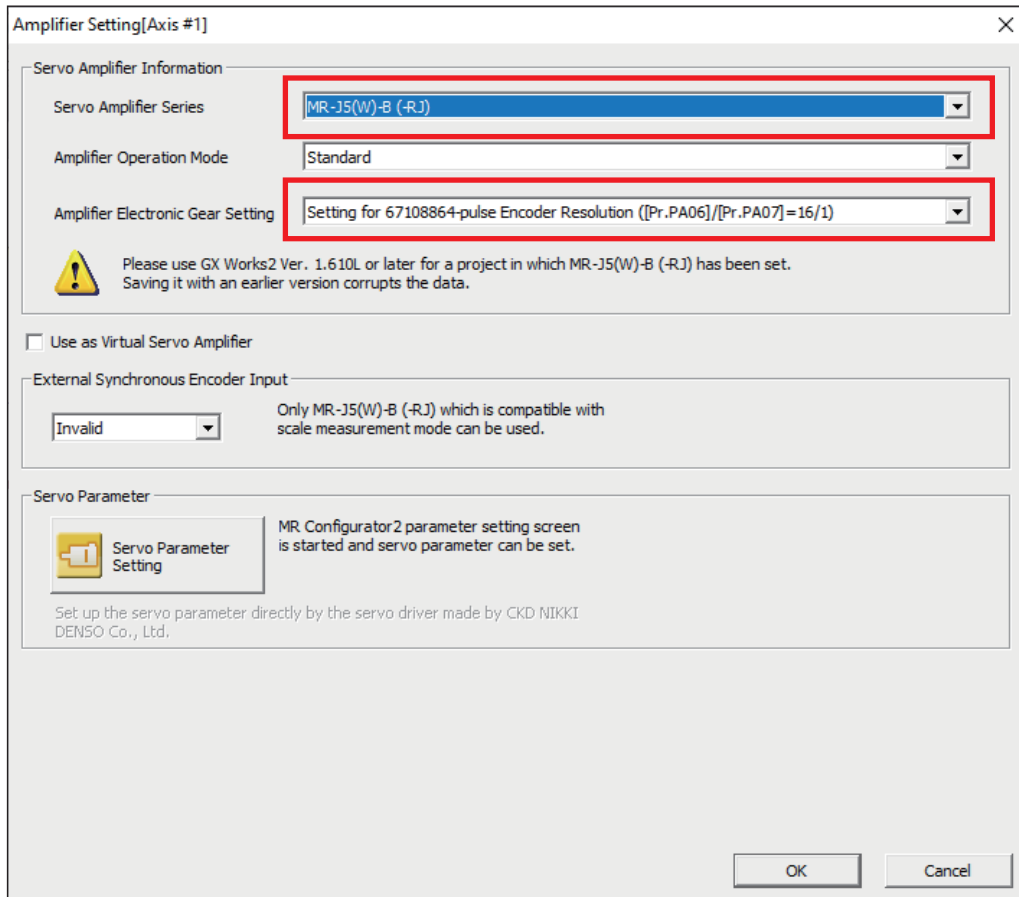 Amplifier Setting[Axis #1]
Servo Amplifier Information
Servo Amplifier Series
MR-J5(W)-B (-RJ)
Amplifier Operation Mode
Standard
Amplifier Electronic Gear Setting
Setting for 67108864-pulse Encoder Resolution ([Pr.PA06]/[Pr.PA07]=16/1)
Please use GX Works2 Ver. 1.610L or later for a project in which MR-J5(W)-B (-RJ) has been set.
Saving it with an earlier version corrupts the data.
Use as Virtual Servo Amplifier
External Synchronous Encoder Input
Invalid
Only MR-J5(W)-B (-RJ) which is compatible with
scale measurement mode can be used.
Servo Parameter
Servo Parameter
Setting
MR Configurator2 parameter setting screen
is started and servo parameter can be set.
Set up the servo parameter directly by the servo driver made by CKD NIKKI
DENSO Co., Ltd.
OK
Cancel